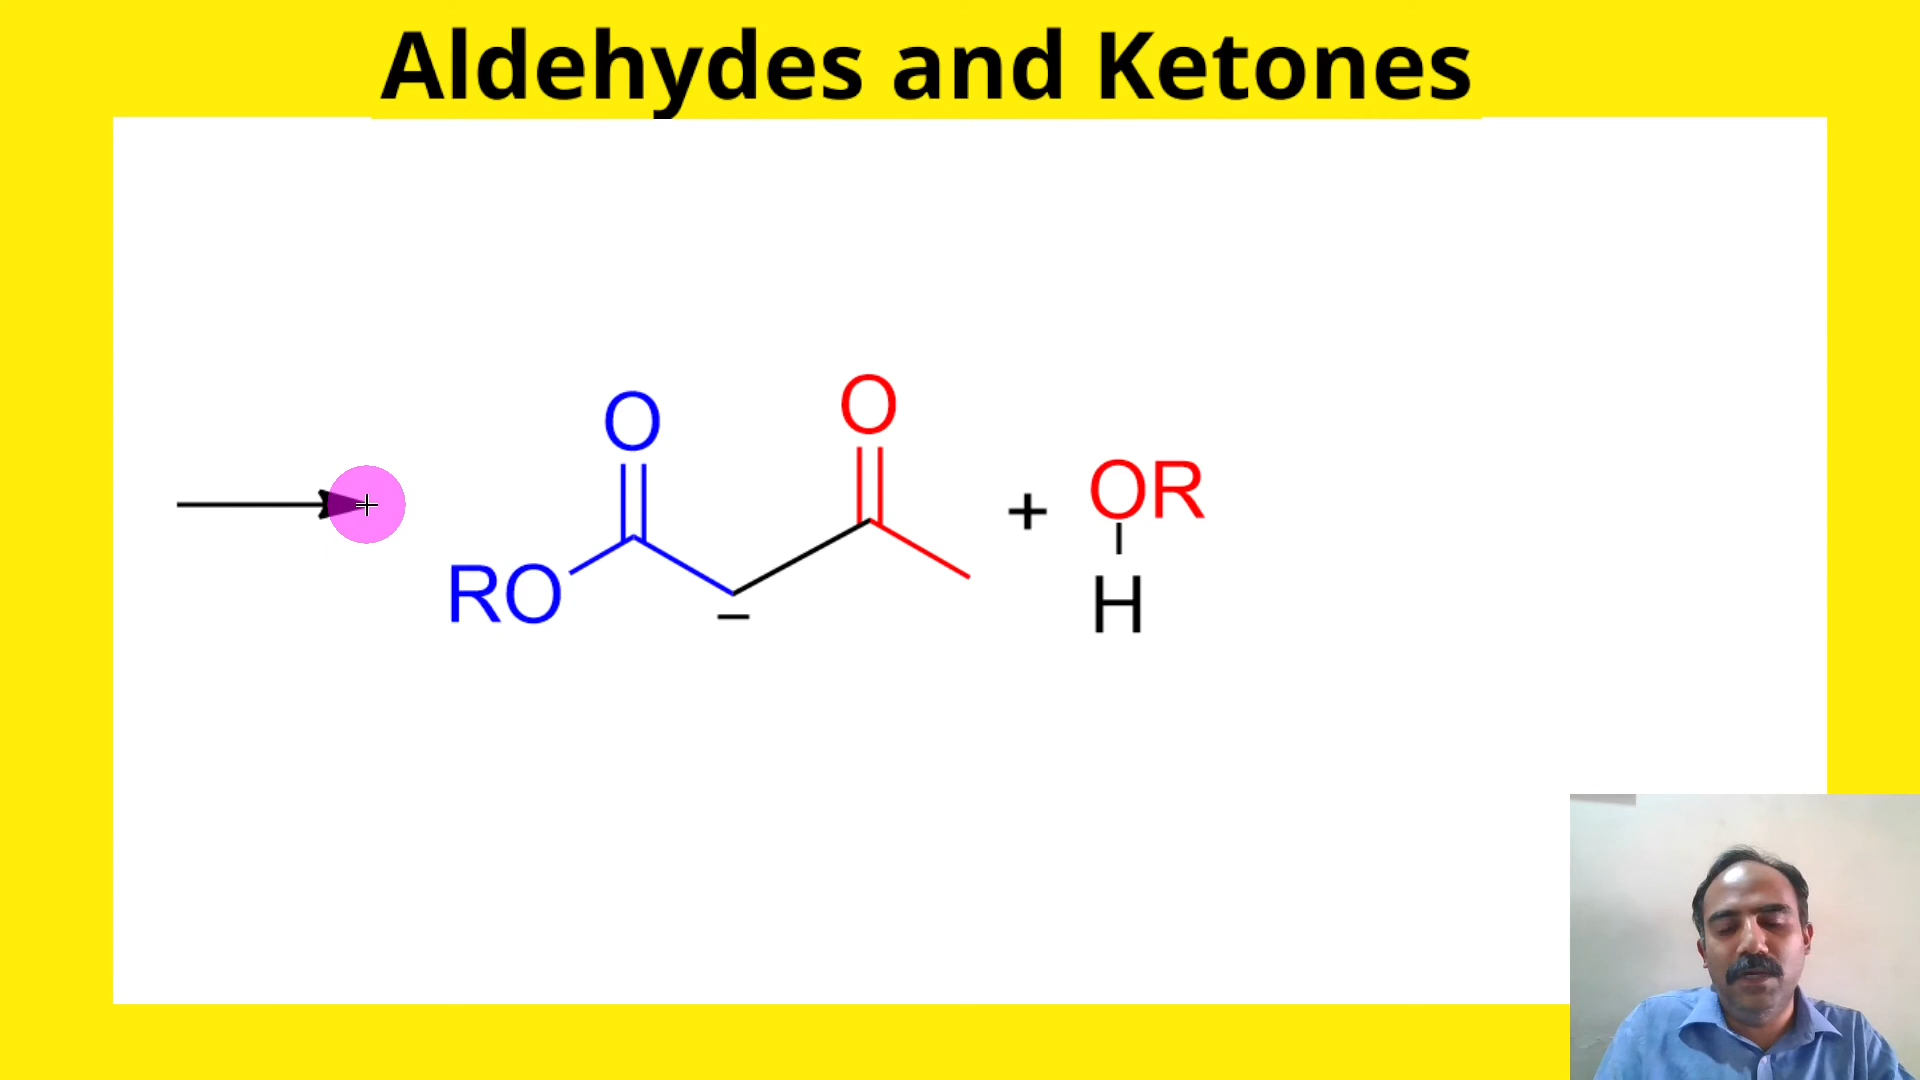 Aldehydes and Ketones
O
O
+
OR
RO
–
H